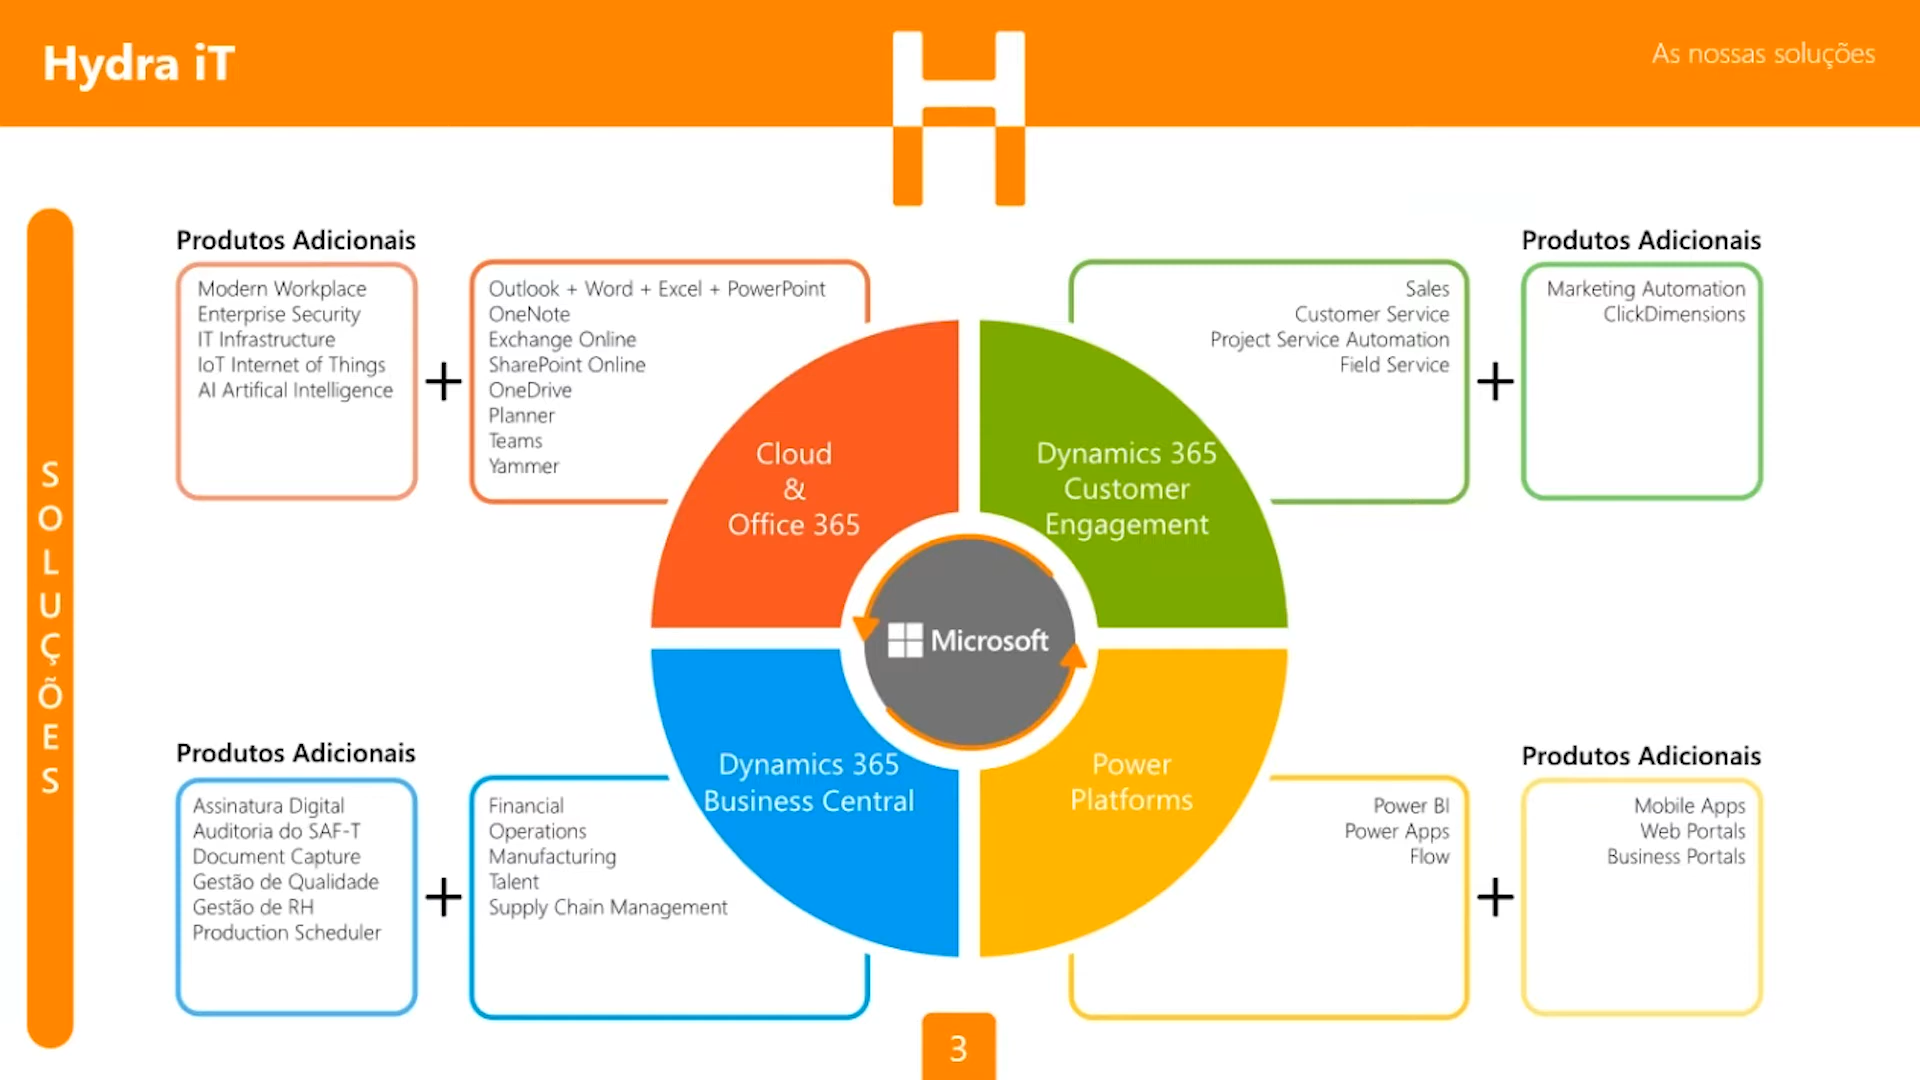 Hydra iT
As nossas soluções
SOLUÇÕES
Produtos Adicionais
Modern Workplace
Enterprise Security
IT Infrastructure
IoT Internet of Things
AI Artifical Intelligence
+
Outlook + Word + Excel + PowerPoint
OneNote
Exchange Online
SharePoint Online
OneDrive
Planner
Teams
Yammer
Cloud
&
Office 365
Dynamics 365
Customer
Engagement
Sales
Customer Service
Project Service Automation
Field Service
+
Produtos Adicionais
Marketing Automation
ClickDimensions
Microsoft
Produtos Adicionais
Assinatura Digital
Auditoria do SAF-T
Document Capture
Gestão de Qualidade
Gestão de RH
Production Scheduler
+
Financial
Operations
Manufacturing
Talent
Supply Chain Management
Dynamics 365
Business Central
Power
Platforms
Power BI
Power Apps
Flow
+
Produtos Adicionais
Mobile Apps
Web Portals
Business Portals
3